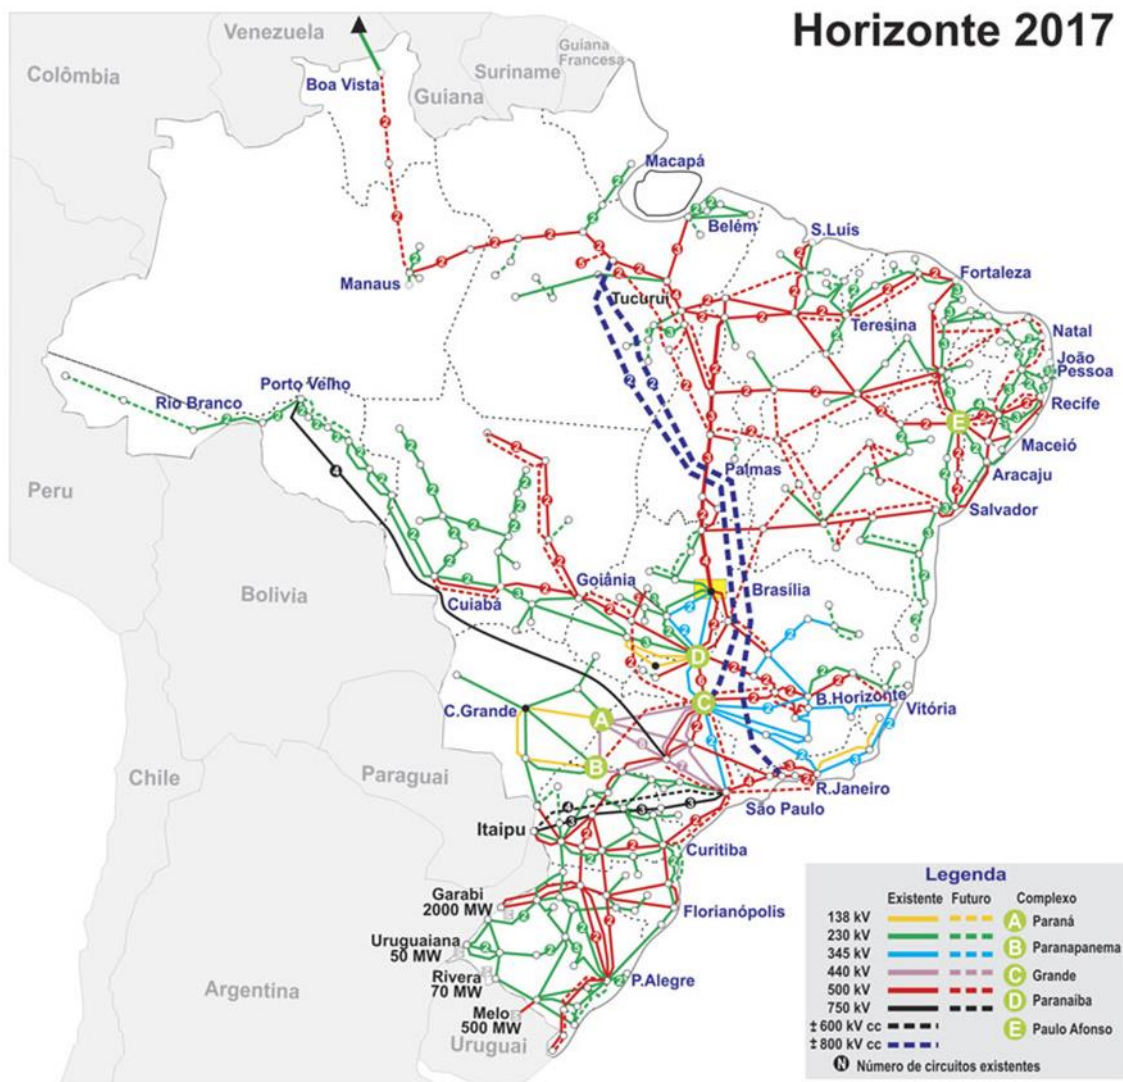 Horizonte 2017
Venezuela
Guiana
Francesa
Colômbia
Suriname
Boa Vista
Guiana
2
Macapá
Belém
S.Luis
Manaus
Fortaleza
Tucuruí
Teresina
Natal
João
Pessoa
Porto Velho
Rio Branco
Recife
E
Maceió
Palmas
Aracaju
Peru
4
Salvador
Goiânia
Brasília
Cuiabá
Bolivia
D
6
B.Horizonte
C
Vitória
C.Grande
A
B
Chile
Paraguai
R.Janeiro
São Paulo
Itaipu
Curitiba
Garabi
2000 MW
Florianópolis
Uruguaiana
50 MW
Rivera
70 MW
P.Alegre
Argentina
Melo
500 MW
Uruguai
Legenda
Existente Futuro Complexo
138 kV A Paraná
230 kV
345 kV B Paranapanema
440 kV C Grande
500 kV
750 kV D Paranaíba
± 600 kV cc
± 800 kV cc E Paulo Afonso
N Número de circuitos existentes